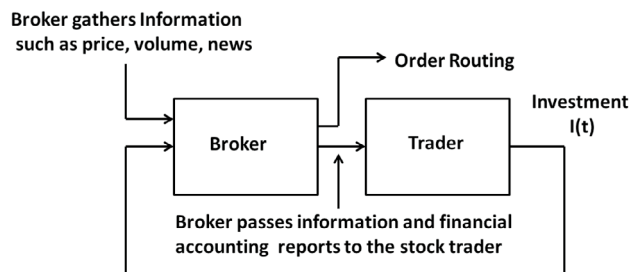 Broker gathers Information
such as price, volume, news
Order Routing
Investment
I(t)
Broker
Trader
Broker passes information and financial
accounting reports to the stock trader